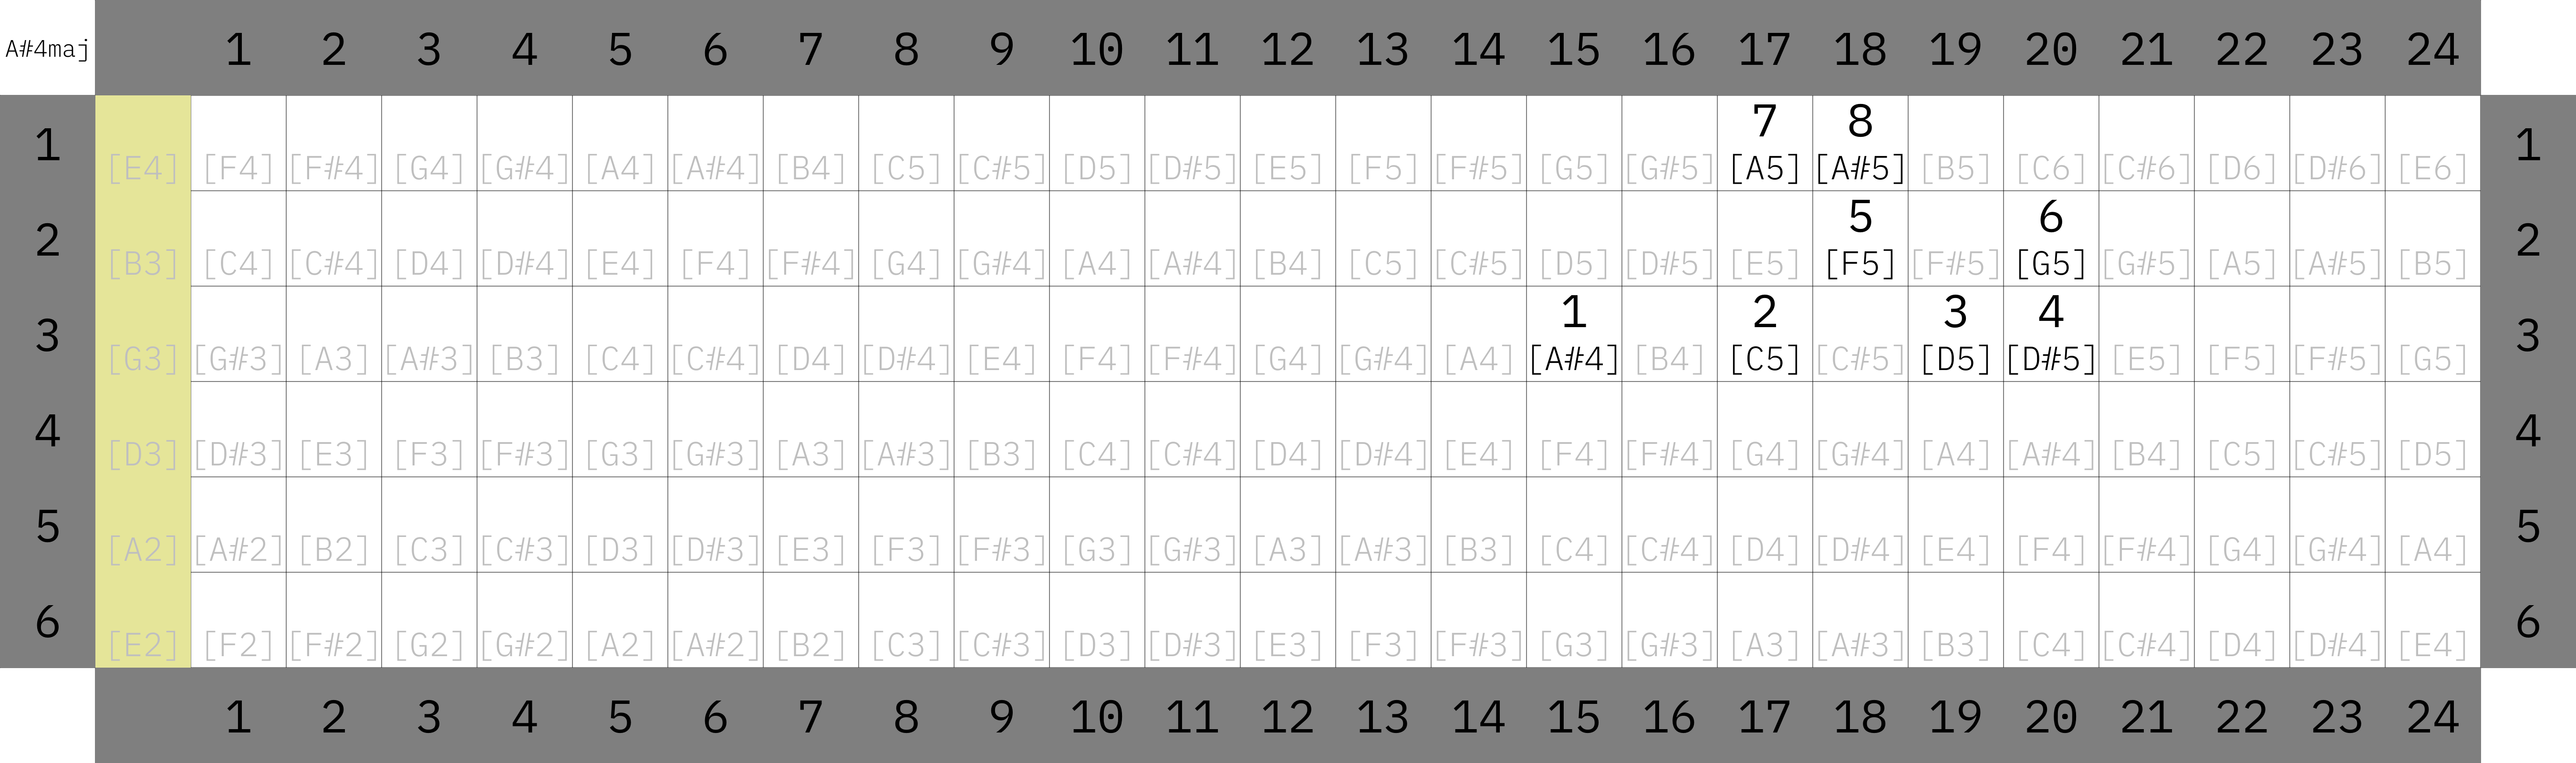 A#4maj 1 2 3 4 5 6 7 8 9 10 11 12 13 14 15 16 17 18 19 20 21 22 23 24
7 8
1 [E4] [F4] [F#4] [G4] [G#4] [A4] [A#4] [B4] [C5] [C#5] [D5] [D#5] [E5] [F5] [F#5] [G5] [G#5] [A5] [A#5] [B5] [C6] [C#6] [D6] [D#6] [E6] 1
5 6
2 [B3] [C4] [C#4] [D4] [D#4] [E4] [F4] [F#4] [G4] [G#4] [A4] [A#4] [B4] [C5] [C#5] [D5] [D#5] [E5] [F5] [F#5] [G5] [G#5] [A5] [A#5] [B5] 2
1 2 3 4
3 [G3] [G#3] [A3] [A#3] [B3] [C4] [C#4] [D4] [D#4] [E4] [F4] [F#4] [G4] [G#4] [A4] [A#4] [B4] [C5] [C#5] [D5] [D#5] [E5] [F5] [F#5] [G5] 3
4 [D3] [D#3] [E3] [F3] [F#3] [G3] [G#3] [A3] [A#3] [B3] [C4] [C#4] [D4] [D#4] [E4] [F4] [F#4] [G4] [G#4] [A4] [A#4] [B4] [C5] [C#5] [D5] 4
5 [A2] [A#2] [B2] [C3] [C#3] [D3] [D#3] [E3] [F3] [F#3] [G3] [G#3] [A3] [A#3] [B3] [C4] [C#4] [D4] [D#4] [E4] [F4] [F#4] [G4] [G#4] [A4] 5
6 [E2] [F2] [F#2] [G2] [G#2] [A2] [A#2] [B2] [C3] [C#3] [D3] [D#3] [E3] [F3] [F#3] [G3] [G#3] [A3] [A#3] [B3] [C4] [C#4] [D4] [D#4] [E4] 6
1 2 3 4 5 6 7 8 9 10 11 12 13 14 15 16 17 18 19 20 21 22 23 24